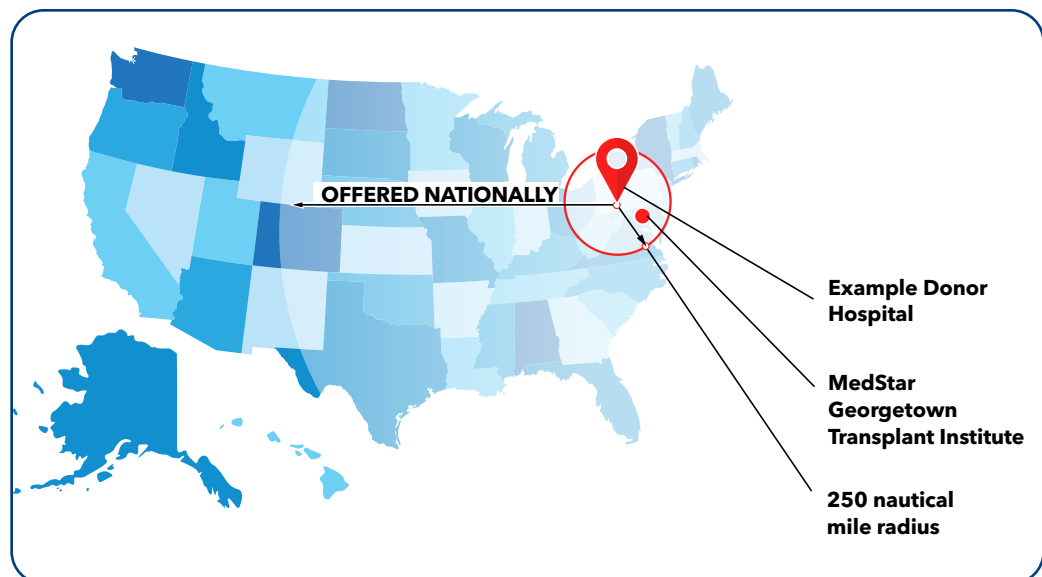 OFFERED NATIONALLY
Example Donor
Hospital
MedStar
Georgetown
Transplant Institute
250 nautical
mile radius